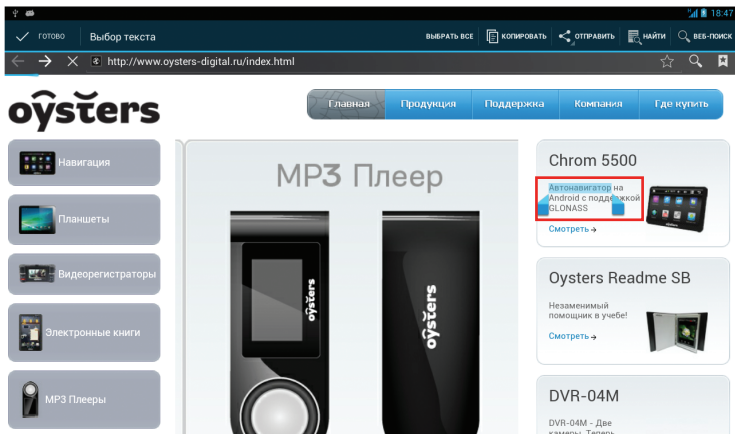 18:47
ГОТОВО
Выбор текста
ВЫБРАТЬ ВСЕ
КОПИРОВАТЬ
ОТПРАВИТЬ
НАЙТИ
ВЕБ-ПОИСК
http://www.oysters-digital.ru/index.html
oysters
Главная
Продукция
Поддержка
Компания
Где купить
Навигация
Планшеты
Видеорегистраторы
Электронные книги
MP3 Плееры
MP3 Плеер
oysters
oysters
Chrom 5500
Автонавигатор на
Android с поддержкой
GLONASS
Смотреть →
Oysters Readme SB
Незаменимый
помощник в учебе!
Смотреть →
DVR-04M
DVR-04M - Две
камеры. Теперь